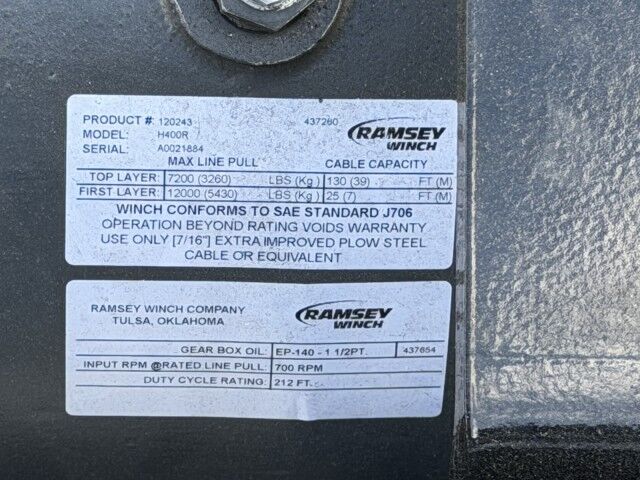 PRODUCT #: 120243 437260
MODEL: H400R
SERIAL: A0021884
RAMSEY
WINCH
MAX LINE PULL CABLE CAPACITY
TOP LAYER: 7200 (3260) LBS (Kg) 130 (39) FT (M)
FIRST LAYER: 12000 (5430) LBS (Kg) 25 (7) FT (M)
WINCH CONFORMS TO SAE STANDARD J706
OPERATION BEYOND RATING VOIDS WARRANTY
USE ONLY [7/16"] EXTRA IMPROVED PLOW STEEL
CABLE OR EQUIVALENT
RAMSEY WINCH COMPANY
TULSA, OKLAHOMA
RAMSEY
WINCH
GEAR BOX OIL: EP-140 - 1 1/2PT. 437654
INPUT RPM @RATED LINE PULL: 700 RPM
DUTY CYCLE RATING: 212 FT.